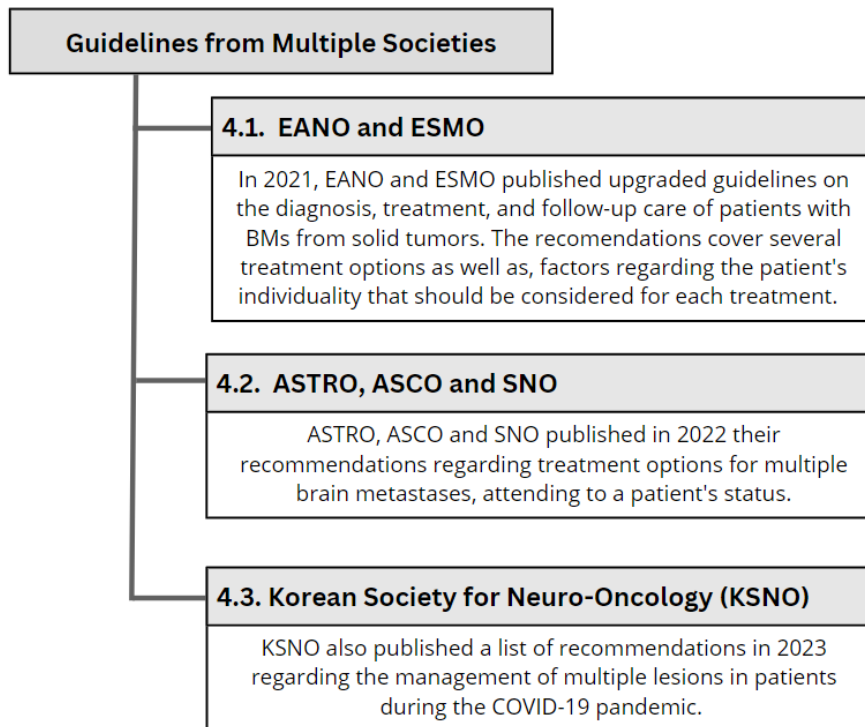 Guidelines from Multiple Societies
4.1. EANO and ESMO
In 2021, EANO and ESMO published upgraded guidelines on
the diagnosis, treatment, and follow-up care of patients with
BMs from solid tumors. The recomendations cover several
treatment options as well as, factors regarding the patient's
individuality that should be considered for each treatment.
4.2. ASTRO, ASCO and SNO
ASTRO, ASCO and SNO published in 2022 their
recommendations regarding treatment options for multiple
brain metastases, attending to a patient's status.
4.3. Korean Society for Neuro-Oncology (KSNO)
KSNO also published a list of recommendations in 2023
regarding the management of multiple lesions in patients
during the COVID-19 pandemic.